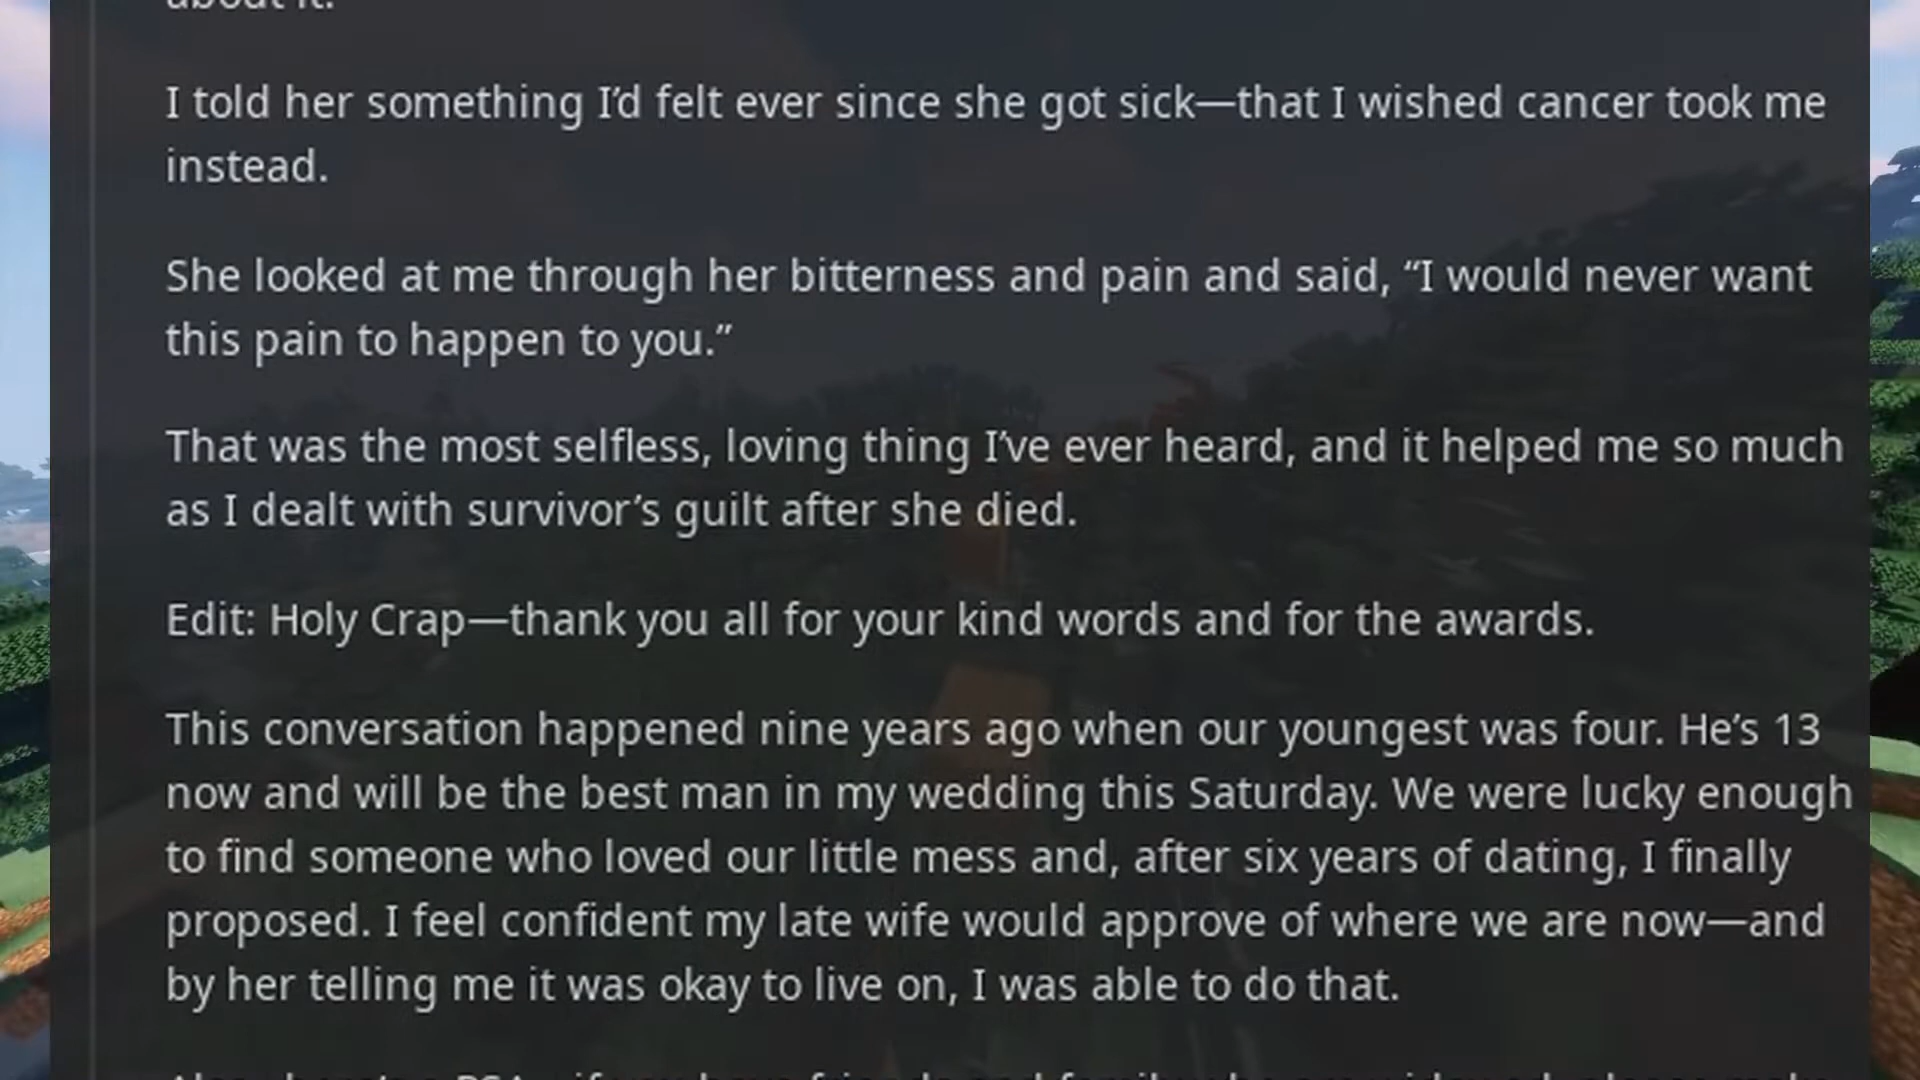 about it.
I told her something I’d felt ever since she got sick—that I wished cancer took me
instead.
She looked at me through her bitterness and pain and said, “I would never want
this pain to happen to you.”
That was the most selfless, loving thing I’ve ever heard, and it helped me so much
as I dealt with survivor’s guilt after she died.
Edit: Holy Crap—thank you all for your kind words and for the awards.
This conversation happened nine years ago when our youngest was four. He’s 13
now and will be the best man in my wedding this Saturday. We were lucky enough
to find someone who loved our little mess and, after six years of dating, I finally
proposed. I feel confident my late wife would approve of where we are now—and
by her telling me it was okay to live on, I was able to do that.